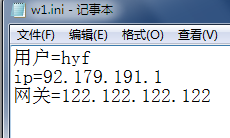 w1.ini - 记事本
文件(F) 编辑(E) 格式(O) 查看(V)
用户=hyf
ip=92.179.191.1
网关=122.122.122.122